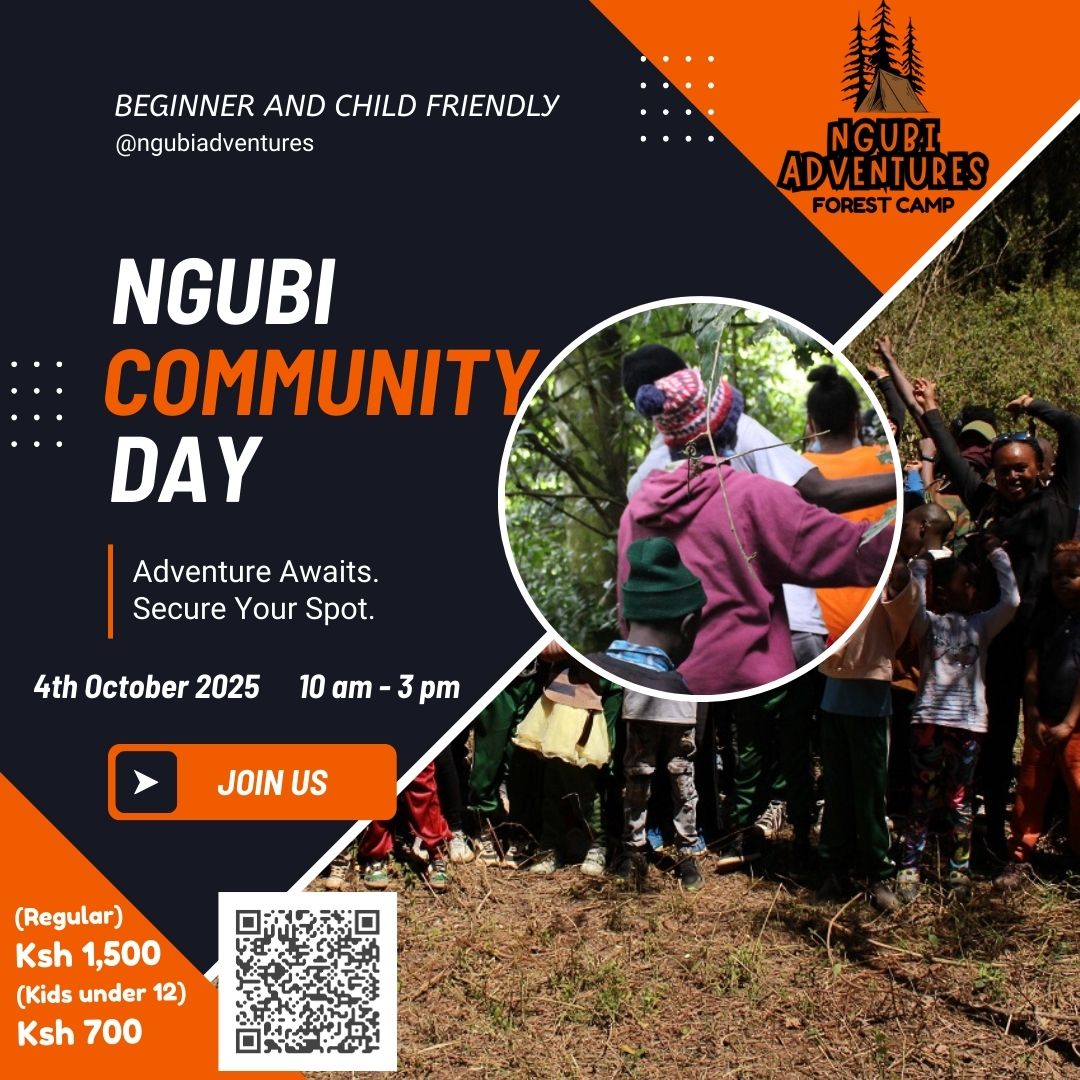 BEGINNER AND CHILD FRIENDLY
@ngubiadventures
NGUBI
ADVENTURES
FOREST CAMP
NGUBI
COMMUNITY
DAY
Adventure Awaits.
Secure Your Spot.
4th October 2025 10 am - 3 pm
JOIN US
(Regular)
Ksh 1,500
(Kids under 12)
Ksh 700